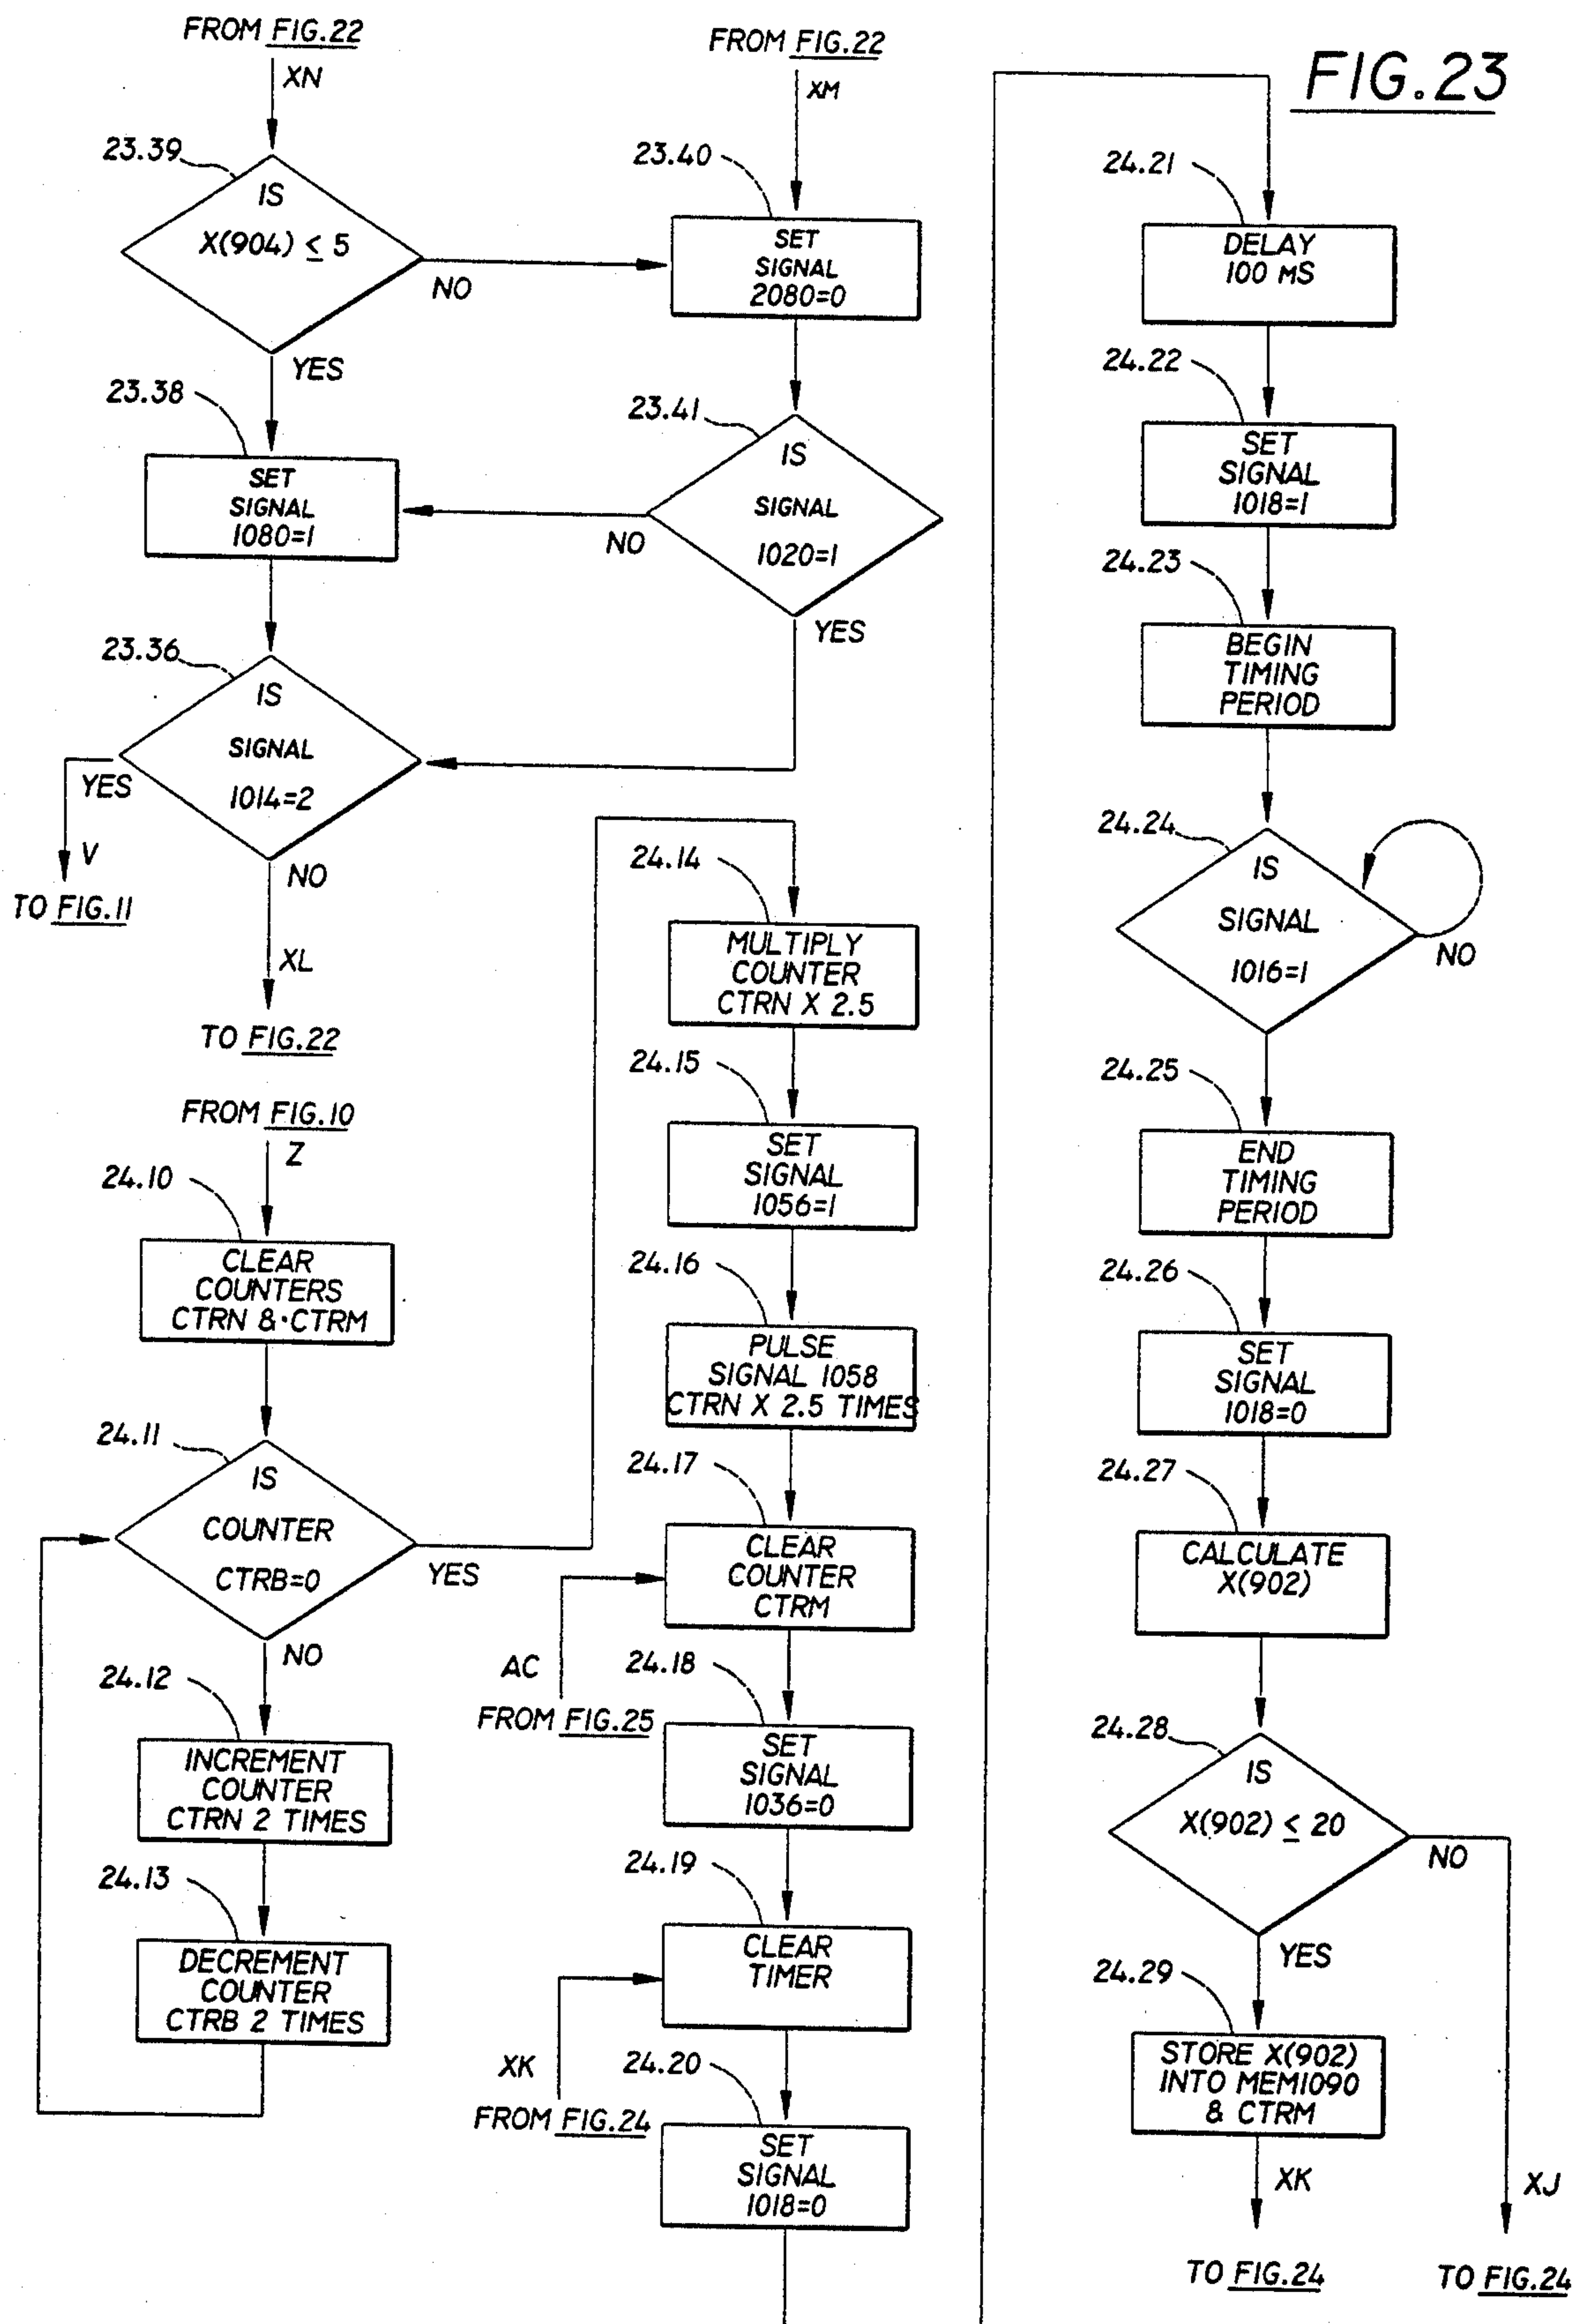 FIG.23
FROM FIG.22
XN
23.39
IS
X(904) ≤ 5
NO
YES
23.38
SET
SIGNAL
1080=1
23.36
IS
SIGNAL
1014=2
YES
V
TO FIG.11
NO
XL
TO FIG.22
FROM FIG.22
XM
23.40
SET
SIGNAL
2080=0
23.41
IS
SIGNAL
1020=1
NO
YES
FROM FIG.10
Z
24.10
CLEAR
COUNTERS
CTRN & CTRM
24.11
IS
COUNTER
CTRB=0
YES
NO
24.12
INCREMENT
COUNTER
CTRN 2 TIMES
24.13
DECREMENT
COUNTER
CTRB 2 TIMES
24.14
MULTIPLY
COUNTER
CTRN X 2.5
24.15
SET
SIGNAL
1056=1
24.16
PULSE
SIGNAL 1058
CTRN X 2.5 TIMES
24.17
CLEAR
COUNTER
CTRM
AC
FROM FIG.25
24.18
SET
SIGNAL
1036=0
24.19
CLEAR
TIMER
XK
FROM FIG.24
24.20
SET
SIGNAL
1018=0
24.21
DELAY
100 MS
24.22
SET
SIGNAL
1018=1
24.23
BEGIN
TIMING
PERIOD
24.24
IS
SIGNAL
1016=1
NO
24.25
END
TIMING
PERIOD
24.26
SET
SIGNAL
1018=0
24.27
CALCULATE
X(902)
24.28
IS
X(902) ≤ 20
NO
YES
24.29
STORE X(902)
INTO MEM1090
& CTRM
XK
TO FIG.24
XJ
TO FIG.24